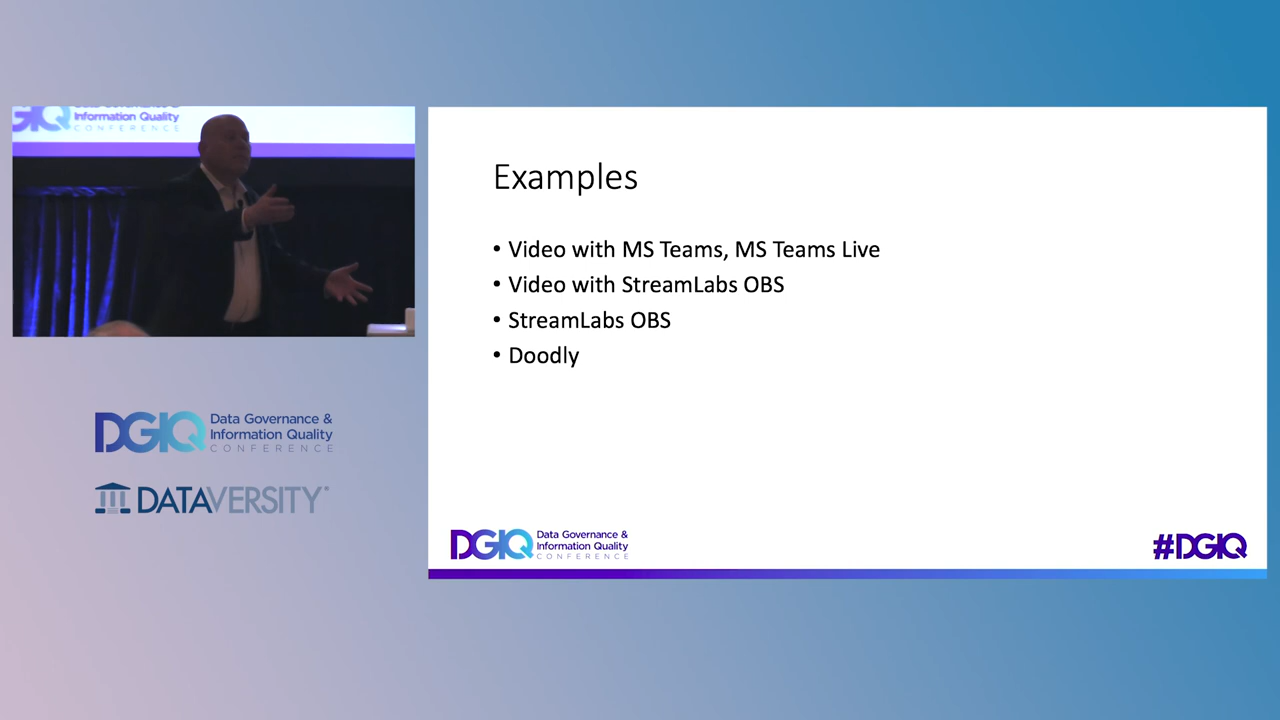 Information Quality
CONFERENCE
DGIQ Data Governance &
Information Quality
CONFERENCE
DATAVERSITY
Examples
• Video with MS Teams, MS Teams Live
• Video with StreamLabs OBS
• StreamLabs OBS
• Doodly
DGIQ Data Governance &
Information Quality
CONFERENCE
#DGIQ